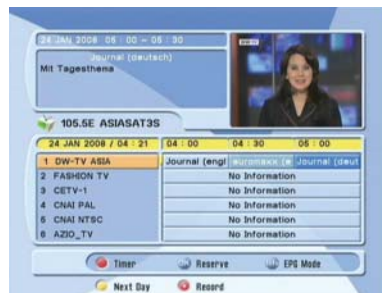 24 JAN 2008 05 : 00 - 05 : 30
Journal (deutsch)
Mit Tagesthema
105.5E ASIASAT3S
24 JAN 2008 / 04 : 21 04 : 00 04 : 30 05 : 00
1 DW-TV ASIA Journal (engl euromaxx (e Journal (deut
2 FASHION TV No Information
3 CETV-1 No Information
4 CNAI PAL No Information
5 CNAI NTSC No Information
6 AZIO_TV No Information
Timer Reserve EPG Mode
Next Day Record